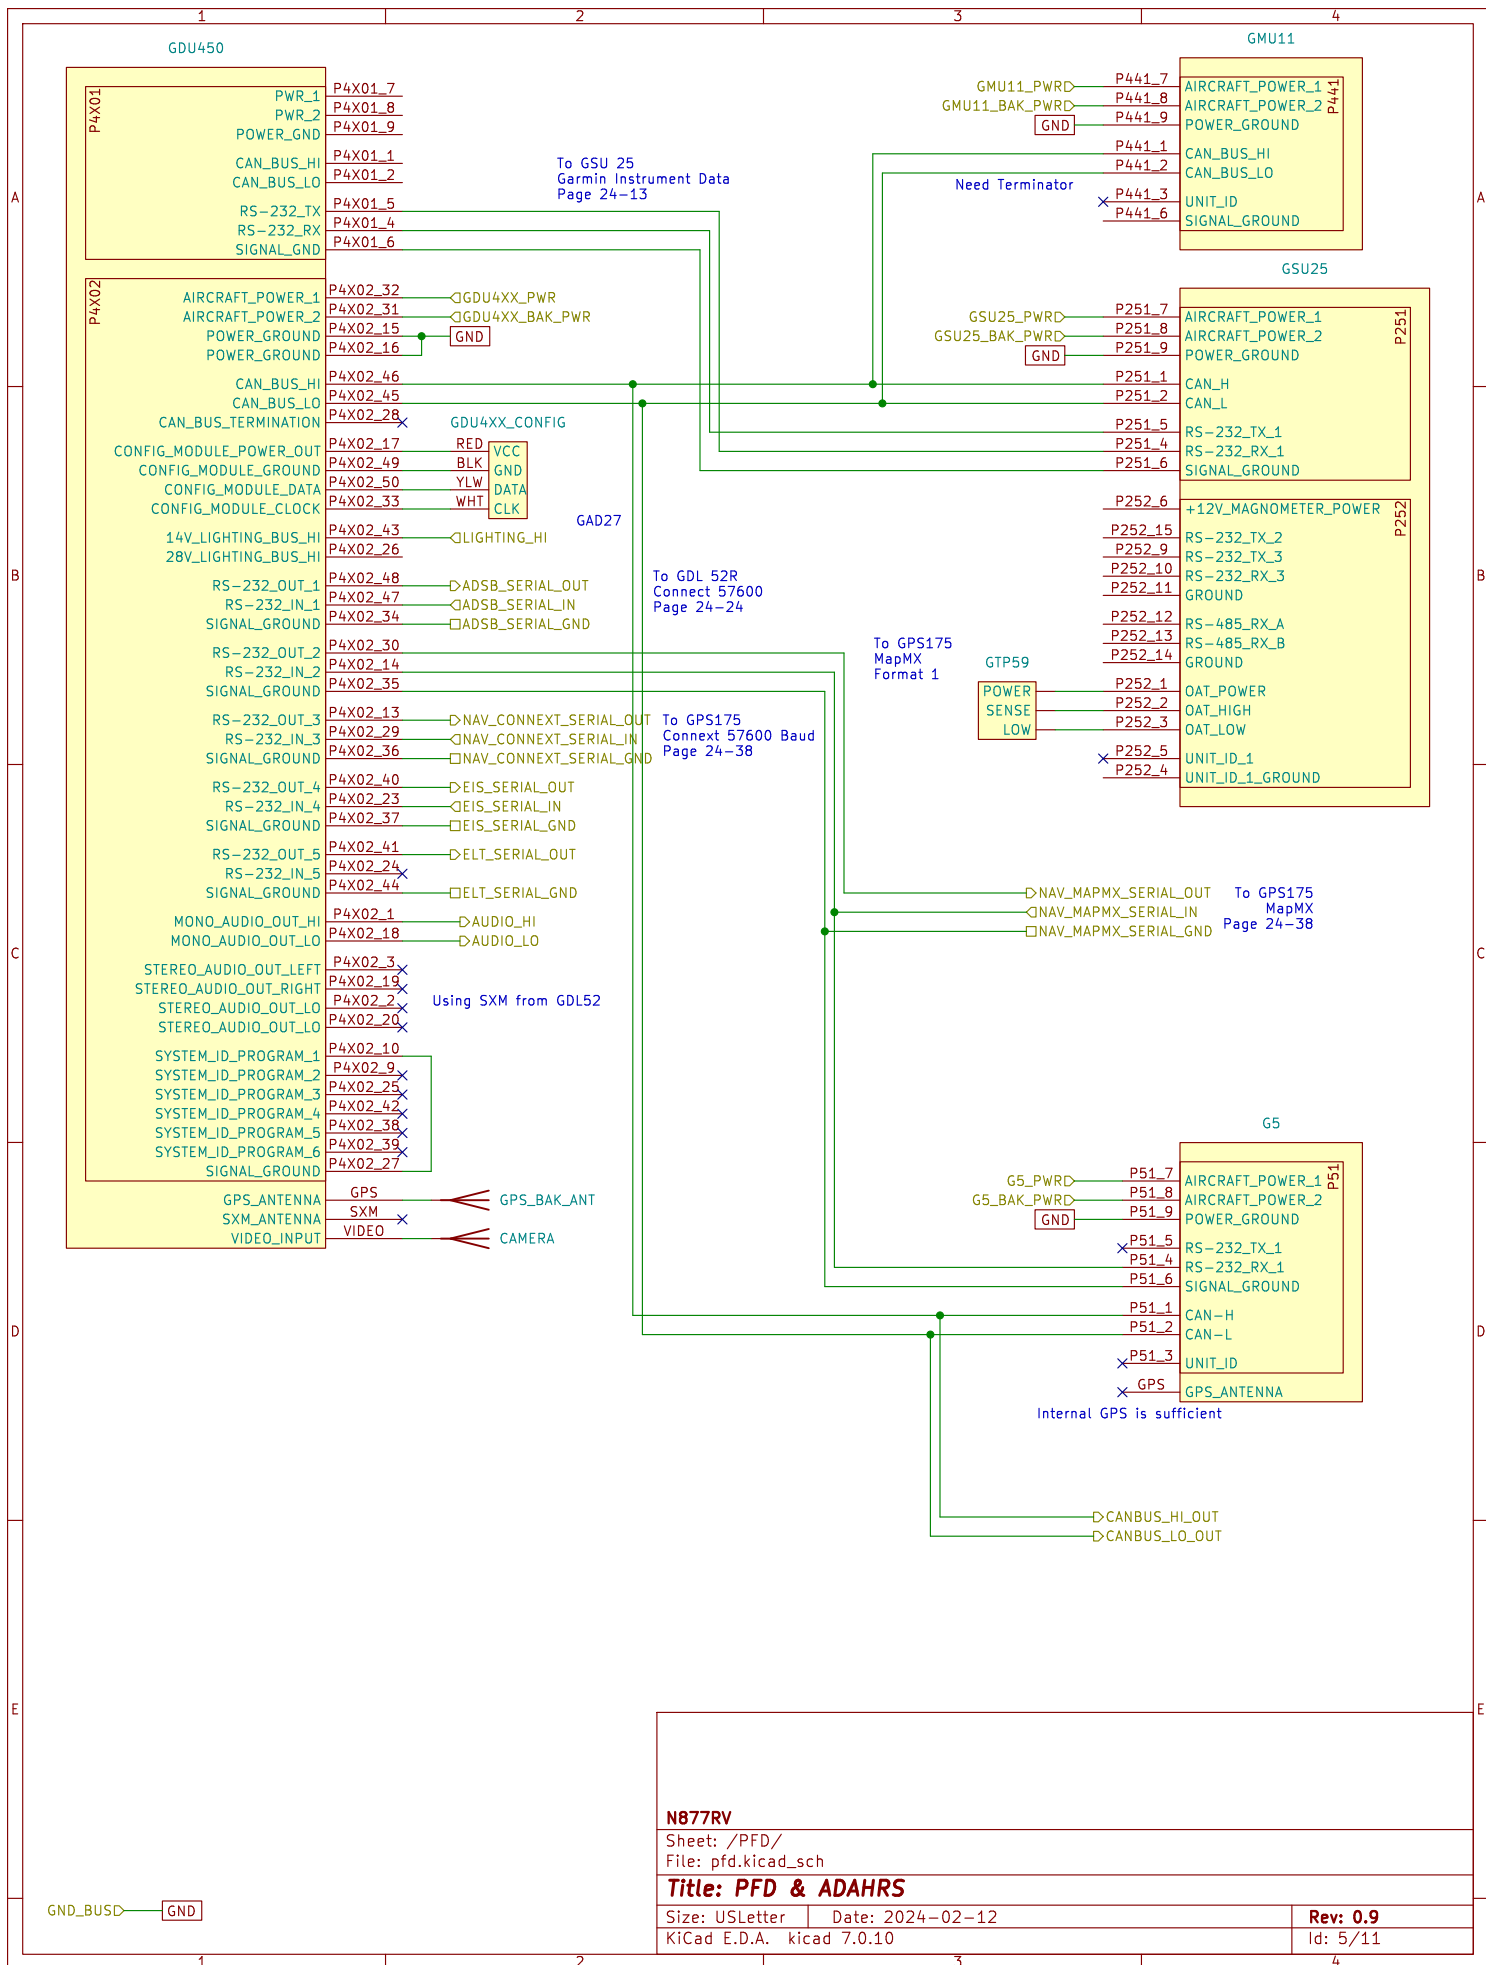 1 2 3 4
GDU450
P4X01
PWR_1 P4X01_7
PWR_2 P4X01_8
POWER_GND P4X01_9
CAN_BUS_HI P4X01_1
CAN_BUS_LO P4X01_2
RS-232_TX P4X01_5
RS-232_RX P4X01_4
SIGNAL_GND P4X01_6
To GSU 25
Garmin Instrument Data
Page 24-13
P4X02
AIRCRAFT_POWER_1 P4X02_32 GDU4XX_PWR
AIRCRAFT_POWER_2 P4X02_31 GDU4XX_BAK_PWR
POWER_GROUND P4X02_15 GND
POWER_GROUND P4X02_16
CAN_BUS_HI P4X02_46
CAN_BUS_LO P4X02_45
CAN_BUS_TERMINATION P4X02_28
GDU4XX_CONFIG
CONFIG_MODULE_POWER_OUT P4X02_17 RED VCC
CONFIG_MODULE_GROUND P4X02_49 BLK GND
CONFIG_MODULE_DATA P4X02_50 YLW DATA
CONFIG_MODULE_CLOCK P4X02_33 WHT CLK
GAD27
14V_LIGHTING_BUS_HI P4X02_43 LIGHTING_HI
28V_LIGHTING_BUS_HI P4X02_26
RS-232_OUT_1 P4X02_48 ADSB_SERIAL_OUT
RS-232_IN_1 P4X02_47 ADSB_SERIAL_IN
SIGNAL_GROUND P4X02_34 ADSB_SERIAL_GND
To GDL 52R
Connect 57600
Page 24-24
RS-232_OUT_2 P4X02_30
RS-232_IN_2 P4X02_14
SIGNAL_GROUND P4X02_35
To GPS175
MapMX
Format 1
RS-232_OUT_3 P4X02_13 NAV_CONNEXT_SERIAL_OUT
RS-232_IN_3 P4X02_29 NAV_CONNEXT_SERIAL_IN
SIGNAL_GROUND P4X02_36 NAV_CONNEXT_SERIAL_GND
To GPS175
Connext 57600 Baud
Page 24-38
RS-232_OUT_4 P4X02_40 EIS_SERIAL_OUT
RS-232_IN_4 P4X02_23 EIS_SERIAL_IN
SIGNAL_GROUND P4X02_37 EIS_SERIAL_GND
RS-232_OUT_5 P4X02_41 ELT_SERIAL_OUT
RS-232_IN_5 P4X02_24
SIGNAL_GROUND P4X02_44 ELT_SERIAL_GND
MONO_AUDIO_OUT_HI P4X02_1 AUDIO_HI
MONO_AUDIO_OUT_LO P4X02_18 AUDIO_LO
STEREO_AUDIO_OUT_LEFT P4X02_3
STEREO_AUDIO_OUT_RIGHT P4X02_19
STEREO_AUDIO_OUT_LO P4X02_2
STEREO_AUDIO_OUT_LO P4X02_20
Using SXM from GDL52
SYSTEM_ID_PROGRAM_1 P4X02_10
SYSTEM_ID_PROGRAM_2 P4X02_9
SYSTEM_ID_PROGRAM_3 P4X02_25
SYSTEM_ID_PROGRAM_4 P4X02_42
SYSTEM_ID_PROGRAM_5 P4X02_38
SYSTEM_ID_PROGRAM_6 P4X02_39
SIGNAL_GROUND P4X02_27
GPS_ANTENNA GPS GPS_BAK_ANT
SXM_ANTENNA SXM
VIDEO_INPUT VIDEO CAMERA
GMU11
P441
GMU11_PWR P441_7 AIRCRAFT_POWER_1
GMU11_BAK_PWR P441_8 AIRCRAFT_POWER_2
GND P441_9 POWER_GROUND
P441_1 CAN_BUS_HI
P441_2 CAN_BUS_LO
Need Terminator
P441_3 UNIT_ID
P441_6 SIGNAL_GROUND
GSU25
P251
GSU25_PWR P251_7 AIRCRAFT_POWER_1
GSU25_BAK_PWR P251_8 AIRCRAFT_POWER_2
GND P251_9 POWER_GROUND
P251_1 CAN_H
P251_2 CAN_L
P251_5 RS-232_TX_1
P251_4 RS-232_RX_1
P251_6 SIGNAL_GROUND
P252
P252_6 +12V_MAGNOMETER_POWER
P252_15 RS-232_TX_2
P252_9 RS-232_TX_3
P252_10 RS-232_RX_3
P252_11 GROUND
P252_12 RS-485_RX_A
P252_13 RS-485_RX_B
P252_14 GROUND
GTP59
POWER P252_1 OAT_POWER
SENSE P252_2 OAT_HIGH
LOW P252_3 OAT_LOW
P252_5 UNIT_ID_1
P252_4 UNIT_ID_1_GROUND
NAV_MAPMX_SERIAL_OUT
NAV_MAPMX_SERIAL_IN
NAV_MAPMX_SERIAL_GND
To GPS175
MapMX
Page 24-38
G5
P51
G5_PWR P51_7 AIRCRAFT_POWER_1
G5_BAK_PWR P51_8 AIRCRAFT_POWER_2
GND P51_9 POWER_GROUND
P51_5 RS-232_TX_1
P51_4 RS-232_RX_1
P51_6 SIGNAL_GROUND
P51_1 CAN-H
P51_2 CAN-L
P51_3 UNIT_ID
GPS GPS_ANTENNA
Internal GPS is sufficient
CANBUS_HI_OUT
CANBUS_LO_OUT
A A
B B
C C
D D
E E
GND_BUS GND
N877RV
Sheet: /PFD/
File: pfd.kicad_sch
Title: PFD & ADAHRS
Size: USLetter Date: 2024-02-12 Rev: 0.9
KiCad E.D.A. kicad 7.0.10 Id: 5/11
1 2 3 4